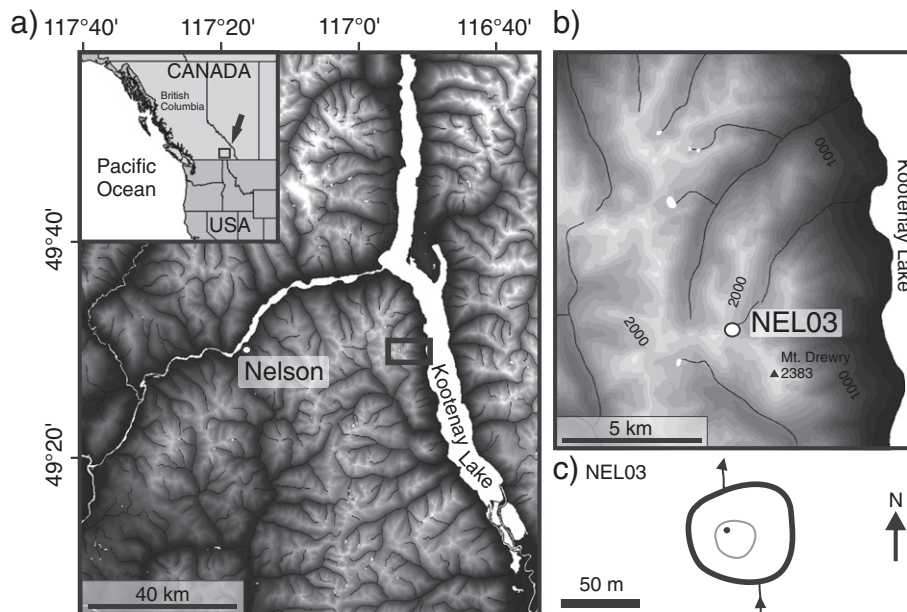 a)
117°40'
117°20'
117°0'
116°40'
CANADA
British
Columbia
Pacific
Ocean
USA
49°40'
49°20'
Nelson
Kootenay
Lake
40 km
b)
1000
Kootenay Lake
2000
NEL03
2000
Mt. Drewry
2383
1000
5 km
c) NEL03
N
50 m